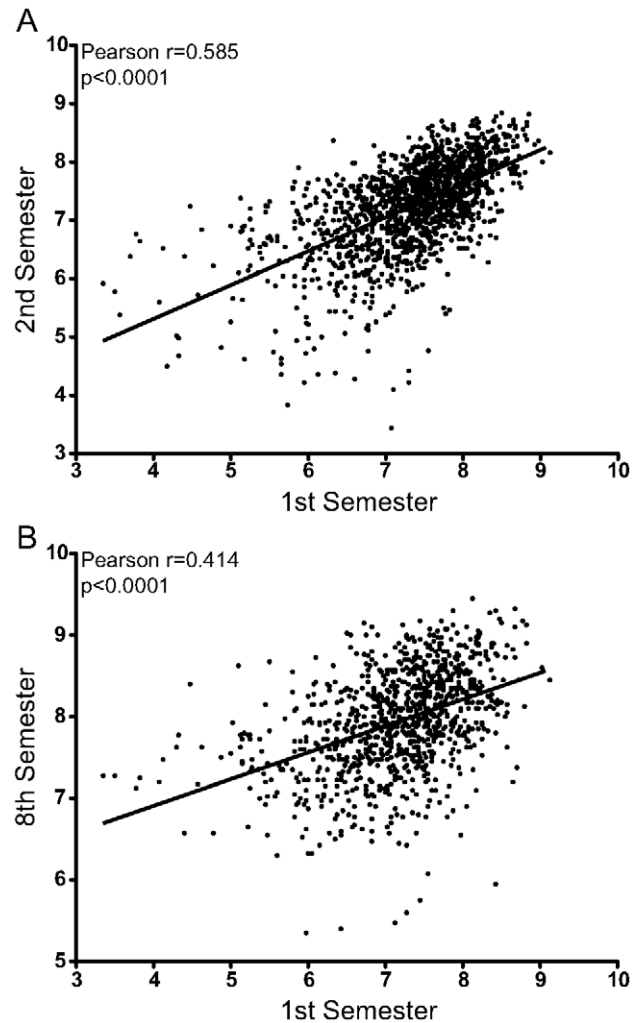 A
Pearson r=0.585
p<0.0001
10
9
8
7
6
5
4
3
2nd Semester
3 4 5 6 7 8 9 10
1st Semester
B
Pearson r=0.414
p<0.0001
10
9
8
7
6
5
8th Semester
3 4 5 6 7 8 9 10
1st Semester